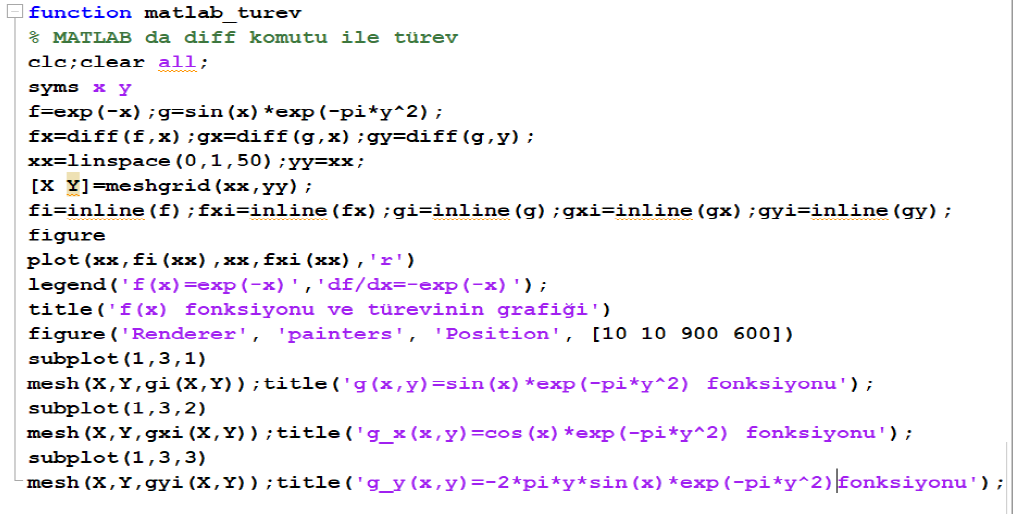 function matlab_turev
% MATLAB da diff komutu ile türev
clc;clear all;
syms x y
f=exp(-x);g=sin(x)*exp(-pi*y^2);
fx=diff(f,x);gx=diff(g,x);gy=diff(g,y);
xx=linspace(0,1,50);yy=xx;
[X Y]=meshgrid(xx,yy);
fi=inline(f);fxi=inline(fx);gi=inline(g);gxi=inline(gx);gyi=inline(gy);
figure
plot(xx,fi(xx),xx,fxi(xx),'r')
legend('f(x)=exp(-x)','df/dx=-exp(-x)');
title('f(x) fonksiyonu ve türevinin grafiği')
figure('Renderer', 'painters', 'Position', [10 10 900 600])
subplot(1,3,1)
mesh(X,Y,gi(X,Y));title('g(x,y)=sin(x)*exp(-pi*y^2) fonksiyonu');
subplot(1,3,2)
mesh(X,Y,gxi(X,Y));title('g_x(x,y)=cos(x)*exp(-pi*y^2) fonksiyonu');
subplot(1,3,3)
mesh(X,Y,gyi(X,Y));title('g_y(x,y)=-2*pi*y*sin(x)*exp(-pi*y^2)fonksiyonu');